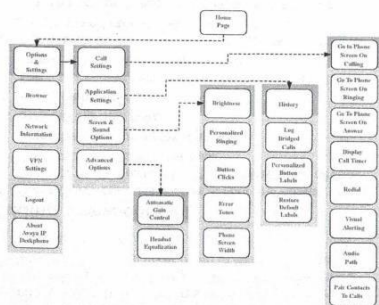 Home
Page
Options
&
Settings
Browser
Network
Information
VPN
Settings
Logout
About
Avaya IP
Deskphone
Call
Settings
Application
Settings
Screen &
Sound
Options
Advanced
Options
Automatic
Gain
Control
Headset
Equalization
Brightness
Personalized
Ringing
Button
Clicks
Error
Tones
Phone
Screen
Width
History
Log
Bridged
Calls
Personalized
Button
Labels
Restore
Default
Labels
Go to Phone
Screen On
Calling
Go To Phone
Screen On
Ringing
Go To Phone
Screen On
Answer
Display
Call Timer
Redial
Visual
Alerting
Audio
Path
Pair Contacts
To Calls